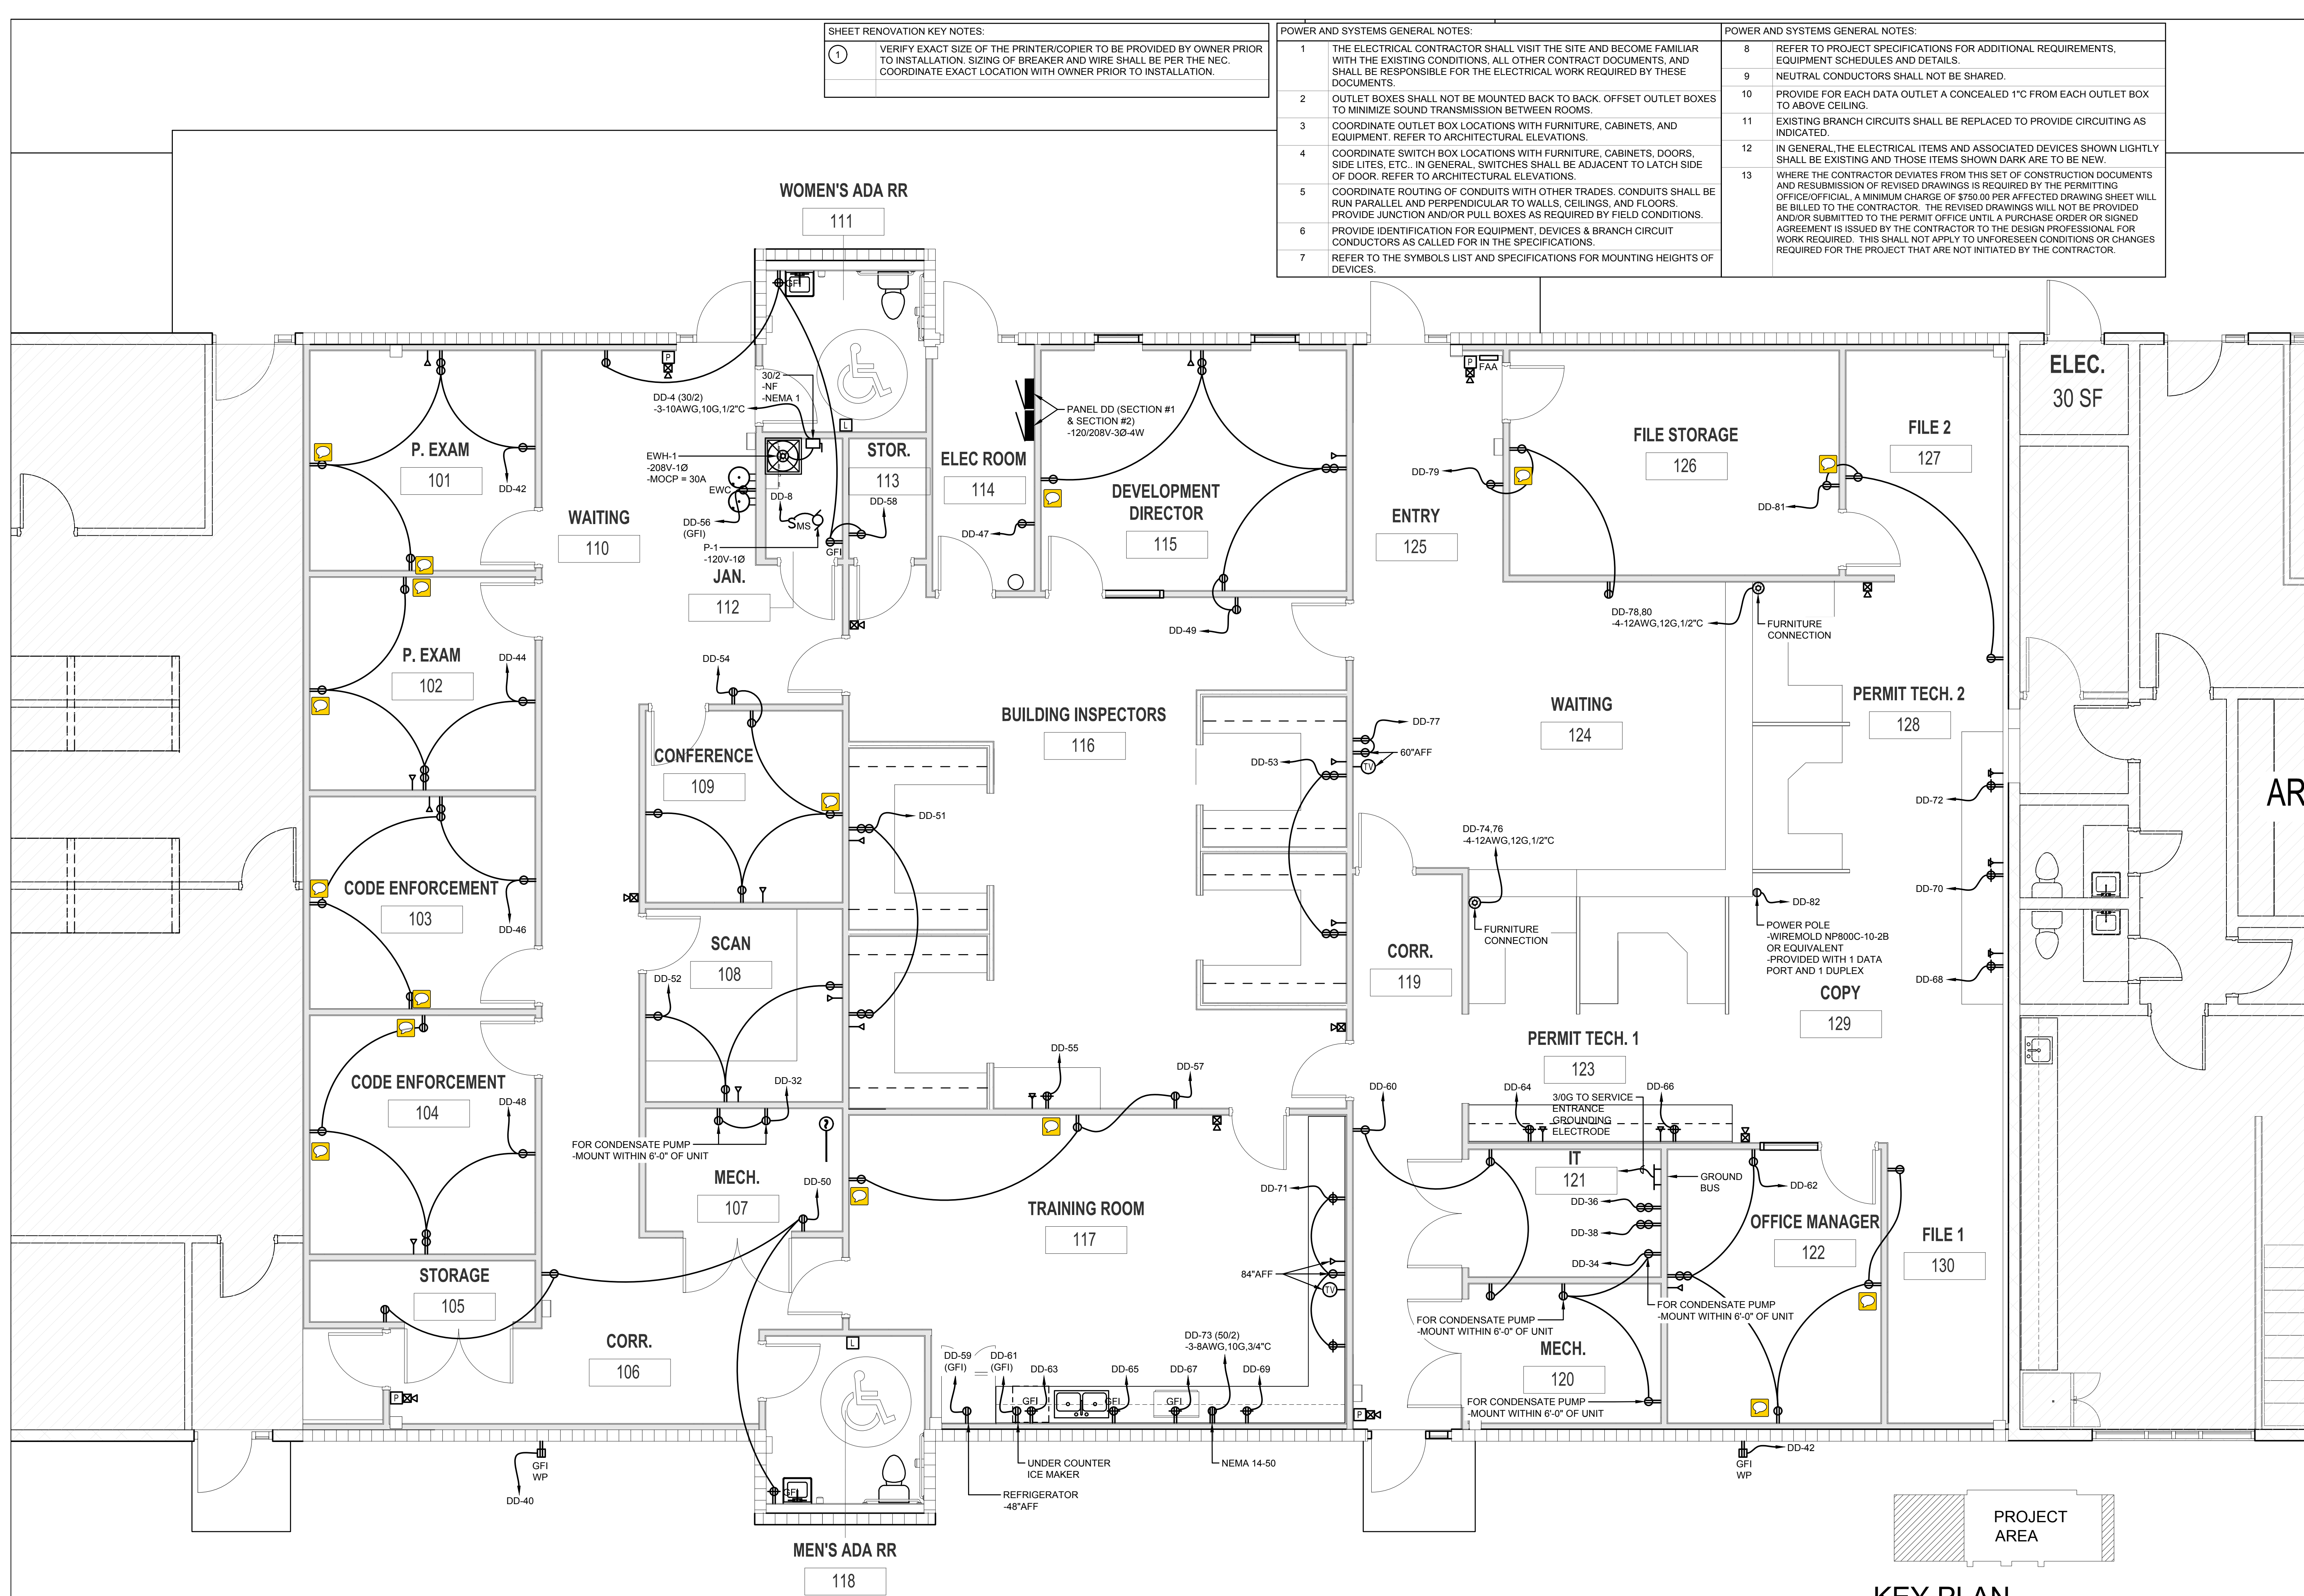 SHEET RENOVATION KEY NOTES:
1
VERIFY EXACT SIZE OF THE PRINTER/COPIER TO BE PROVIDED BY OWNER PRIOR
TO INSTALLATION. SIZING OF BREAKER AND WIRE SHALL BE PER THE NEC.
COORDINATE EXACT LOCATION WITH OWNER PRIOR TO INSTALLATION.
POWER AND SYSTEMS GENERAL NOTES:
1
THE ELECTRICAL CONTRACTOR SHALL VISIT THE SITE AND BECOME FAMILIAR
WITH THE EXISTING CONDITIONS, ALL OTHER CONTRACT DOCUMENTS, AND
SHALL BE RESPONSIBLE FOR THE ELECTRICAL WORK REQUIRED BY THESE
DOCUMENTS.
2
OUTLET BOXES SHALL NOT BE MOUNTED BACK TO BACK. OFFSET OUTLET BOXES
TO MINIMIZE SOUND TRANSMISSION BETWEEN ROOMS.
3
COORDINATE OUTLET BOX LOCATIONS WITH FURNITURE, CABINETS, AND
EQUIPMENT. REFER TO ARCHITECTURAL ELEVATIONS.
4
COORDINATE SWITCH BOX LOCATIONS WITH FURNITURE, CABINETS, DOORS,
SIDE LITES, ETC.. IN GENERAL, SWITCHES SHALL BE ADJACENT TO LATCH SIDE
OF DOOR. REFER TO ARCHITECTURAL ELEVATIONS.
5
COORDINATE ROUTING OF CONDUITS WITH OTHER TRADES. CONDUITS SHALL BE
RUN PARALLEL AND PERPENDICULAR TO WALLS, CEILINGS, AND FLOORS.
PROVIDE JUNCTION AND/OR PULL BOXES AS REQUIRED BY FIELD CONDITIONS.
6
PROVIDE IDENTIFICATION FOR EQUIPMENT, DEVICES & BRANCH CIRCUIT
CONDUCTORS AS CALLED FOR IN THE SPECIFICATIONS.
7
REFER TO THE SYMBOLS LIST AND SPECIFICATIONS FOR MOUNTING HEIGHTS OF
DEVICES.
POWER AND SYSTEMS GENERAL NOTES:
8
REFER TO PROJECT SPECIFICATIONS FOR ADDITIONAL REQUIREMENTS,
EQUIPMENT SCHEDULES AND DETAILS.
9
NEUTRAL CONDUCTORS SHALL NOT BE SHARED.
10
PROVIDE FOR EACH DATA OUTLET A CONCEALED 1"C FROM EACH OUTLET BOX
TO ABOVE CEILING.
11
EXISTING BRANCH CIRCUITS SHALL BE REPLACED TO PROVIDE CIRCUITING AS
INDICATED.
12
IN GENERAL,THE ELECTRICAL ITEMS AND ASSOCIATED DEVICES SHOWN LIGHTLY
SHALL BE EXISTING AND THOSE ITEMS SHOWN DARK ARE TO BE NEW.
13
WHERE THE CONTRACTOR DEVIATES FROM THIS SET OF CONSTRUCTION DOCUMENTS
AND RESUBMISSION OF REVISED DRAWINGS IS REQUIRED BY THE PERMITTING
OFFICE/OFFICIAL, A MINIMUM CHARGE OF $750.00 PER AFFECTED DRAWING SHEET WILL
BE BILLED TO THE CONTRACTOR. THE REVISED DRAWINGS WILL NOT BE PROVIDED
AND/OR SUBMITTED TO THE PERMIT OFFICE UNTIL A PURCHASE ORDER OR SIGNED
AGREEMENT IS ISSUED BY THE CONTRACTOR TO THE DESIGN PROFESSIONAL FOR
WORK REQUIRED. THIS SHALL NOT APPLY TO UNFORESEEN CONDITIONS OR CHANGES
REQUIRED FOR THE PROJECT THAT ARE NOT INITIATED BY THE CONTRACTOR.
WOMEN'S ADA RR
111
GFI
P
30/2
-NF
-NEMA 1
DD-4 (30/2)
-3-10AWG,10G,1/2"C
L
P. EXAM
101
DD-42
WAITING
110
EWH-1
-208V-1Ø
-MOCP = 30A
EWC
DD-8
DD-56
(GFI)
SMS
P-1
-120V-1Ø
GFI
STOR.
113
DD-58
JAN.
112
ELEC ROOM
114
DD-47
PANEL DD (SECTION #1
& SECTION #2)
-120/208V-3Ø-4W
DEVELOPMENT
DIRECTOR
115
DD-49
P
FAA
ENTRY
125
DD-79
FILE STORAGE
126
DD-81
FILE 2
127
ELEC.
30 SF
DD-78,80
-4-12AWG,12G,1/2"C
FURNITURE
CONNECTION
P. EXAM
102
DD-44
DD-54
CONFERENCE
109
BUILDING INSPECTORS
116
DD-53
DD-51
DD-77
60"AFF
TV
WAITING
124
PERMIT TECH. 2
128
DD-72
AR
DD-74,76
-4-12AWG,12G,1/2"C
DD-70
DD-82
POWER POLE
-WIREMOLD NP800C-10-2B
OR EQUIVALENT
-PROVIDED WITH 1 DATA
PORT AND 1 DUPLEX
DD-68
FURNITURE
CONNECTION
CODE ENFORCEMENT
103
DD-46
SCAN
108
DD-52
CORR.
119
COPY
129
CODE ENFORCEMENT
104
DD-48
DD-32
FOR CONDENSATE PUMP
-MOUNT WITHIN 6'-0" OF UNIT
MECH.
107
DD-50
DD-55
DD-57
PERMIT TECH. 1
123
DD-60
DD-64
DD-66
3/0G TO SERVICE
ENTRANCE
GROUNDING
ELECTRODE
IT
121
GROUND
BUS
DD-36
DD-38
DD-34
DD-62
OFFICE MANAGER
122
FILE 1
130
TRAINING ROOM
117
DD-71
84"AFF
TV
STORAGE
105
CORR.
106
P
L
FOR CONDENSATE PUMP
-MOUNT WITHIN 6'-0" OF UNIT
FOR CONDENSATE PUMP
-MOUNT WITHIN 6'-0" OF UNIT
MECH.
120
FOR CONDENSATE PUMP
-MOUNT WITHIN 6'-0" OF UNIT
DD-59
(GFI)
DD-61
(GFI)
DD-63
DD-65
DD-67
DD-73 (50/2)
-3-8AWG,10G,3/4"C
DD-69
GFI
GFI
GFI
P
GFI
WP
DD-40
GFI
UNDER COUNTER
ICE MAKER
REFRIGERATOR
-48"AFF
NEMA 14-50
GFI
WP
DD-42
MEN'S ADA RR
118
PROJECT
AREA
KEY PLAN